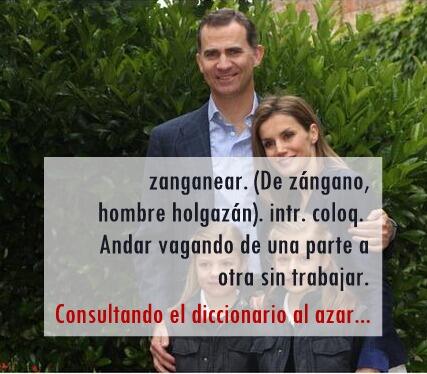 zanganear. (De zángano,
hombre holgazán). intr. coloq.
Andar vagando de una parte a
otra sin trabajar.
Consultando el diccionario al azar...